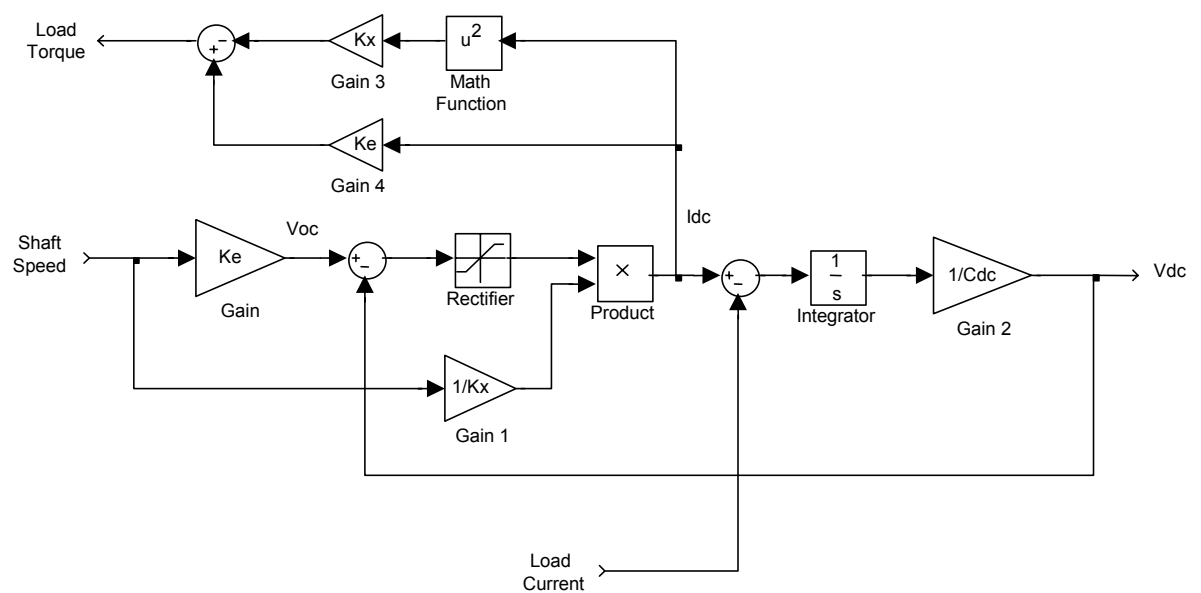 Load
Torque
−
+
Kx
Gain 3
u²
Math
Function
Ke
Gain 4
Idc
Shaft
Speed
Ke
Gain
Voc
+
−
Rectifier
×
Product
+
−
1
s
Integrator
1/Cdc
Gain 2
Vdc
1/Kx
Gain 1
Load
Current